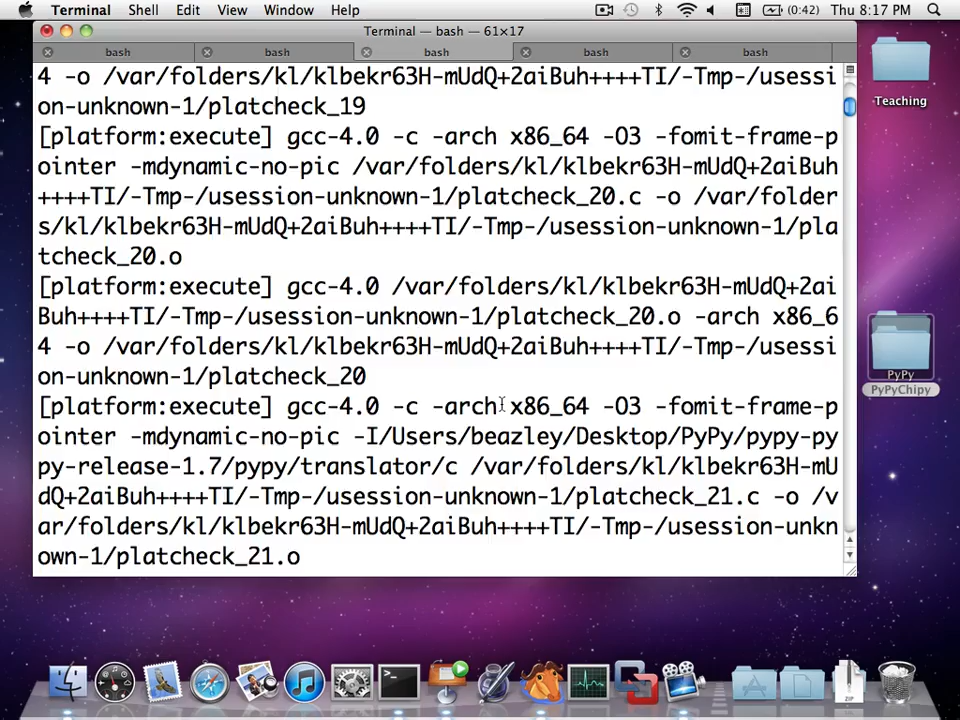 Terminal Shell Edit View Window Help (0:42) Thu 8:17 PM
Terminal — bash — 61×17
bash bash bash bash bash
4 -o /var/folders/kl/klbekr63H-mUdQ+2aiBuh++++TI/-Tmp-/usessi
on-unknown-1/platcheck_19
[platform:execute] gcc-4.0 -c -arch x86_64 -O3 -fomit-frame-p
ointer -mdynamic-no-pic /var/folders/kl/klbekr63H-mUdQ+2aiBuh
++++TI/-Tmp-/usession-unknown-1/platcheck_20.c -o /var/folder
s/kl/klbekr63H-mUdQ+2aiBuh++++TI/-Tmp-/usession-unknown-1/pla
tcheck_20.o
[platform:execute] gcc-4.0 /var/folders/kl/klbekr63H-mUdQ+2ai
Buh++++TI/-Tmp-/usession-unknown-1/platcheck_20.o -arch x86_6
4 -o /var/folders/kl/klbekr63H-mUdQ+2aiBuh++++TI/-Tmp-/usessi
on-unknown-1/platcheck_20
[platform:execute] gcc-4.0 -c -arch x86_64 -O3 -fomit-frame-p
ointer -mdynamic-no-pic -I/Users/beazley/Desktop/PyPy/pypy-py
py-release-1.7/pypy/translator/c /var/folders/kl/klbekr63H-mU
dQ+2aiBuh++++TI/-Tmp-/usession-unknown-1/platcheck_21.c -o /v
ar/folders/kl/klbekr63H-mUdQ+2aiBuh++++TI/-Tmp-/usession-unkn
own-1/platcheck_21.o
Teaching
PyPy
PyPyChipy
ZIP